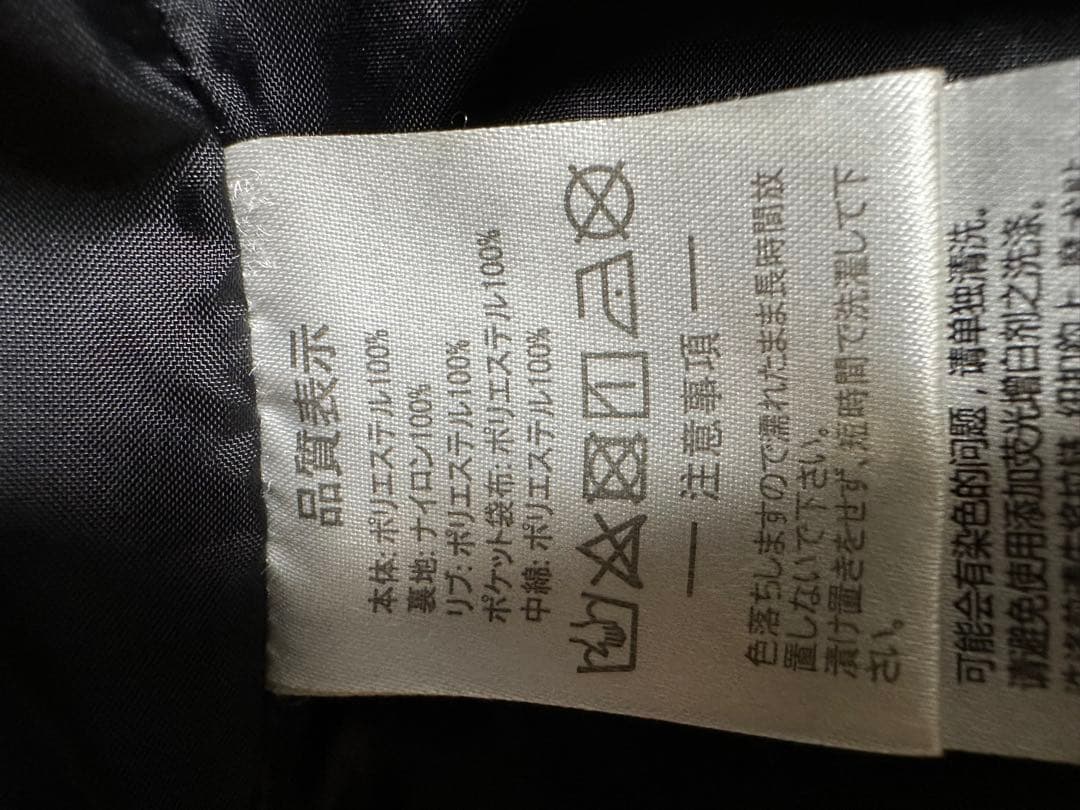 品質表示
本体: ポリエステル100%
裏地: ナイロン100%
リブ: ポリエステル100%
ポケット袋布: ポリエステル100%
中綿: ポリエステル100%
注意事項
色落ちしますので濡れたまま長時間放
置しないで下さい。
漬け置きをせず、短時間で洗濯して下
さい。
可能会有染色的问题，请单独清洗。
请避免使用添加荧光增白剂之洗涤。